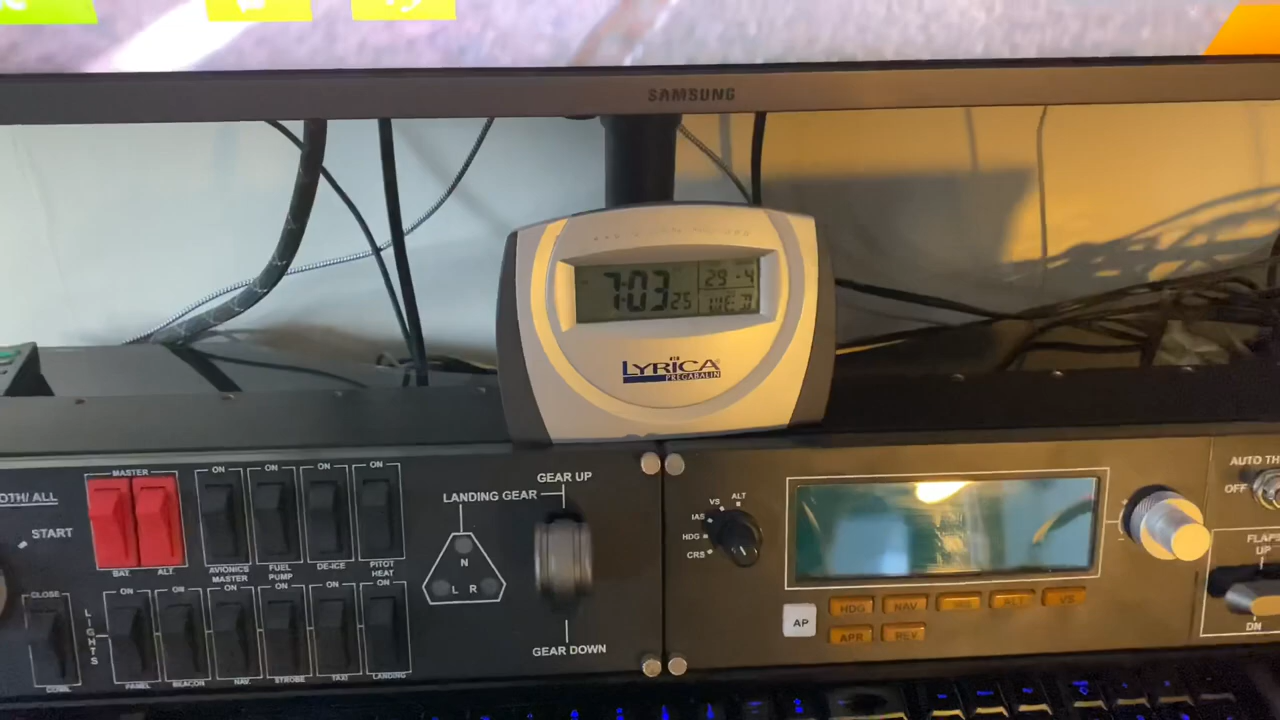 SAMSUNG
7:03 25
29 -4
LYRICA
PREGABALIN
MASTER
BAT.
ALT.
ON
ON
ON
ON
AVIONICS
MASTER
FUEL
PUMP
DE-ICE
PITOT
HEAT
OTH/ ALL
START
CLOSE
LIGHTS
ON
ON
ON
ON
ON
ON
PANEL
BEACON
NAV.
STROBE
TAXI
LANDING
LANDING GEAR
GEAR UP
N
L R
GEAR DOWN
ALT
VS
IAS
HDG
CRS
AP
HDG
NAV
ALT
VS
APR
REV
AUTO TH
OFF
FLAPS
UP
DN